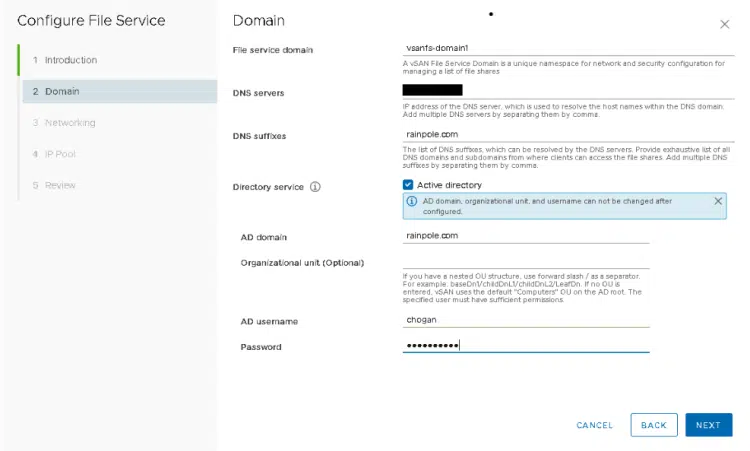 Configure File Service
1 Introduction
2 Domain
3 Networking
4 IP Pool
5 Review
Domain
File service domain
vsanfs-domain1
A vSAN File Service Domain is a unique namespace for network and security configuration for
managing a list of file shares
DNS servers
IP address of the DNS server, which is used to resolve the host names within the DNS domain.
Add multiple DNS servers by separating them by comma.
DNS suffixes
rainpole.com
The list of DNS suffixes, which can be resolved by the DNS servers. Provide exhaustive list of all
DNS domains and subdomains from where clients can access the file shares. Add multiple DNS
suffixes by separating them by comma.
Directory service
Active directory
AD domain, organizational unit, and username can not be changed after
configured.
AD domain
rainpole.com
Organizational unit (Optional)
If you have a nested OU structure, use forward slash / as a separator.
For example, baseDn1/childDnL1/childDnL2/LeafDn. If no OU is
entered, vSAN uses the default "Computers" OU on the AD root. The
specified user must have sufficient permissions.
AD username
chogan
Password
••••••••••
CANCEL
BACK
NEXT